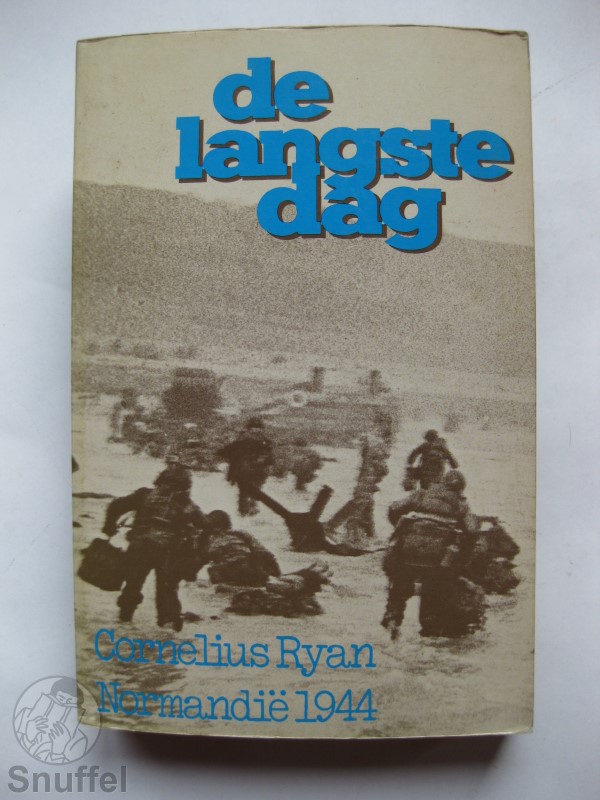 de
langste
dag
Cornelius Ryan
Normandië 1944
Snuffel